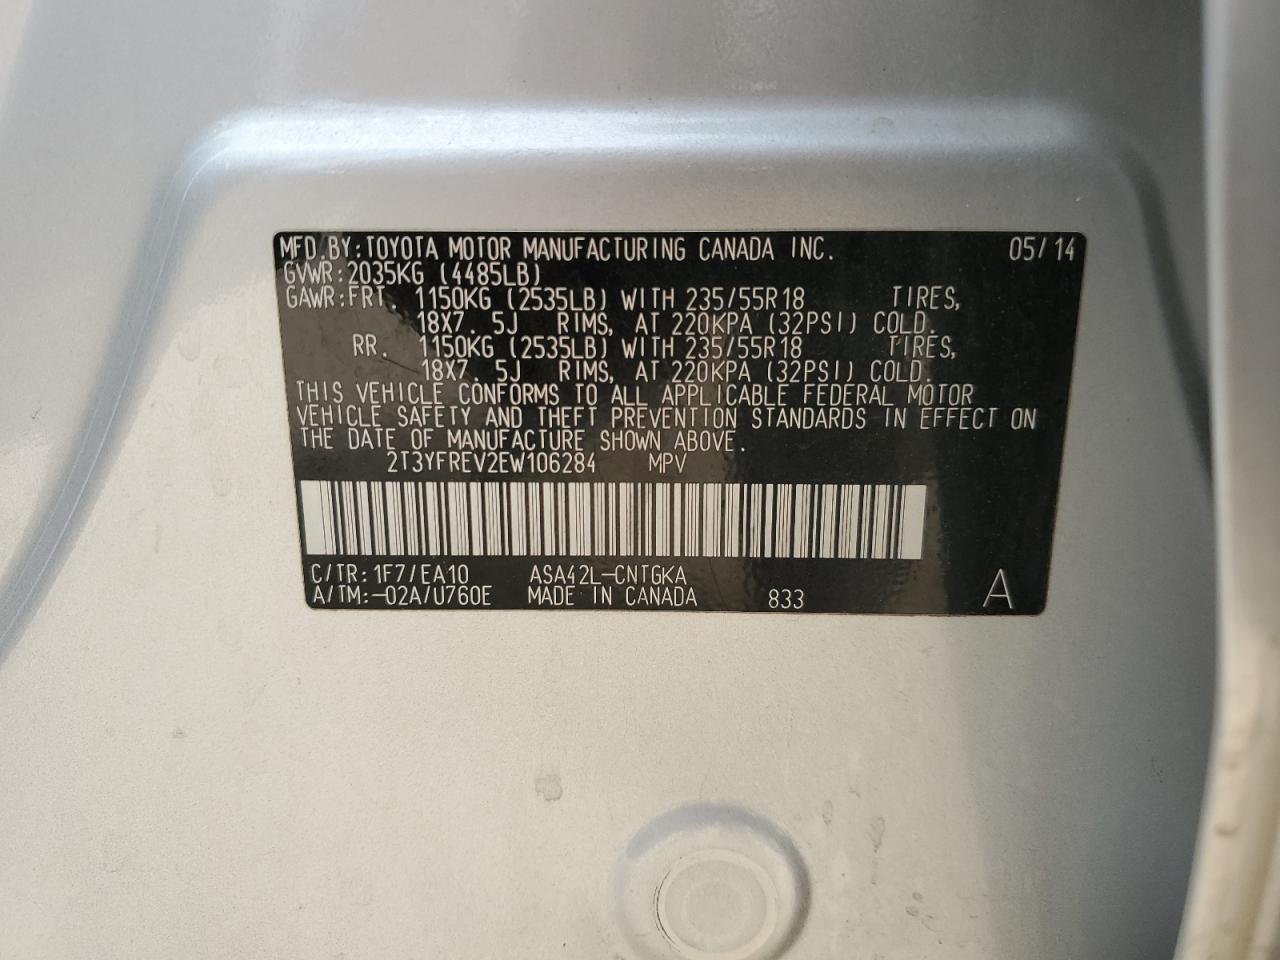 MFD.BY:TOYOTA MOTOR MANUFACTURING CANADA INC. 05/14
GVWR:2035KG (4485LB)
GAWR:FRT. 1150KG (2535LB) WITH 235/55R18 TIRES,
18X7.5J RIMS, AT 220KPA (32PSI) COLD.
RR. 1150KG (2535LB) WITH 235/55R18 TIRES,
18X7.5J RIMS, AT 220KPA (32PSI) COLD.
THIS VEHICLE CONFORMS TO ALL APPLICABLE FEDERAL MOTOR
VEHICLE SAFETY AND THEFT PREVENTION STANDARDS IN EFFECT ON
THE DATE OF MANUFACTURE SHOWN ABOVE.
2T3YFREV2EW106284 MPV
C/TR:1F7/EA10 ASA42L-CNTGKA
A/TM:-02A/U760E MADE IN CANADA 833 A